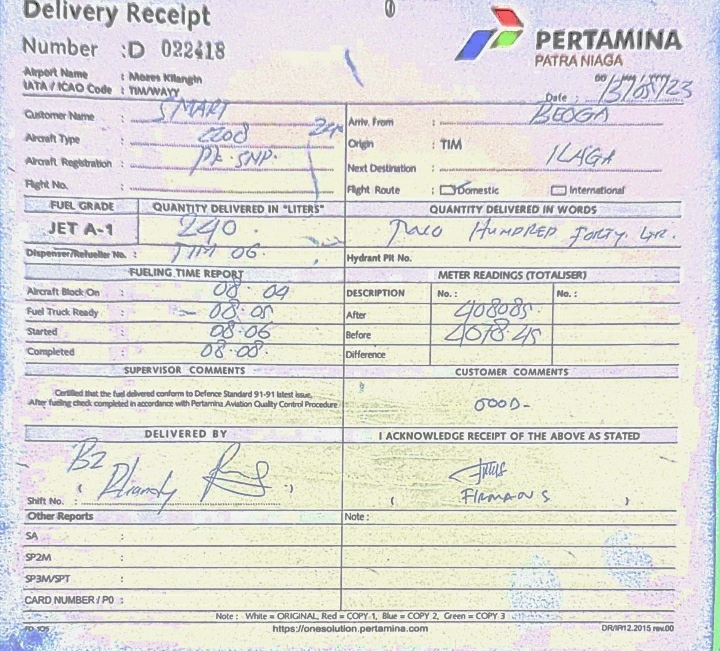 Delivery Receipt
Number :D 022418
PERTAMINA
PATRA NIAGA
Airport Name : Mozes Kilangin
IATA / ICAO Code : TIM/WAYY
Date : 13/05/23
Customer Name : SMART
Aircraft Type : C208
Aircraft Registration : PK-SNP.
Flight No. :
Arriv. From : BEOGA
Origin : TIM
Next Destination : ILAGA
Flight Route : Domestic International
FUEL GRADE QUANTITY DELIVERED IN "LITERS" QUANTITY DELIVERED IN WORDS
JET A-1 240. TWO HUNDRED FORTY. LTR.
Dispenser/Refueller No. : TIM 06. Hydrant Pit No.
FUELING TIME REPORT METER READINGS (TOTALISER)
Aircraft Block On : 08.04 DESCRIPTION No. : No. :
Fuel Truck Ready : 08.05 After 408085
Started : 08.06 Before 407845
Completed : 08.08. Difference
SUPERVISOR COMMENTS CUSTOMER COMMENTS
Certified that the fuel delivered conform to Defence Standard 91-91 latest issue,
After fueling check completed in accordance with Pertamina Aviation Quality Control Procedure
GOOD-
DELIVERED BY I ACKNOWLEDGE RECEIPT OF THE ABOVE AS STATED
B2
Shift No. : ( ) ( FIRMAN S )
Other Reports Note :
SA :
SP2M :
SP3M/SPT :
CARD NUMBER / PO :
Note : White = ORIGINAL, Red = COPY 1, Blue = COPY 2, Green = COPY 3
https://onesolution.pertamina.com DR/IR12.2015 rev.00